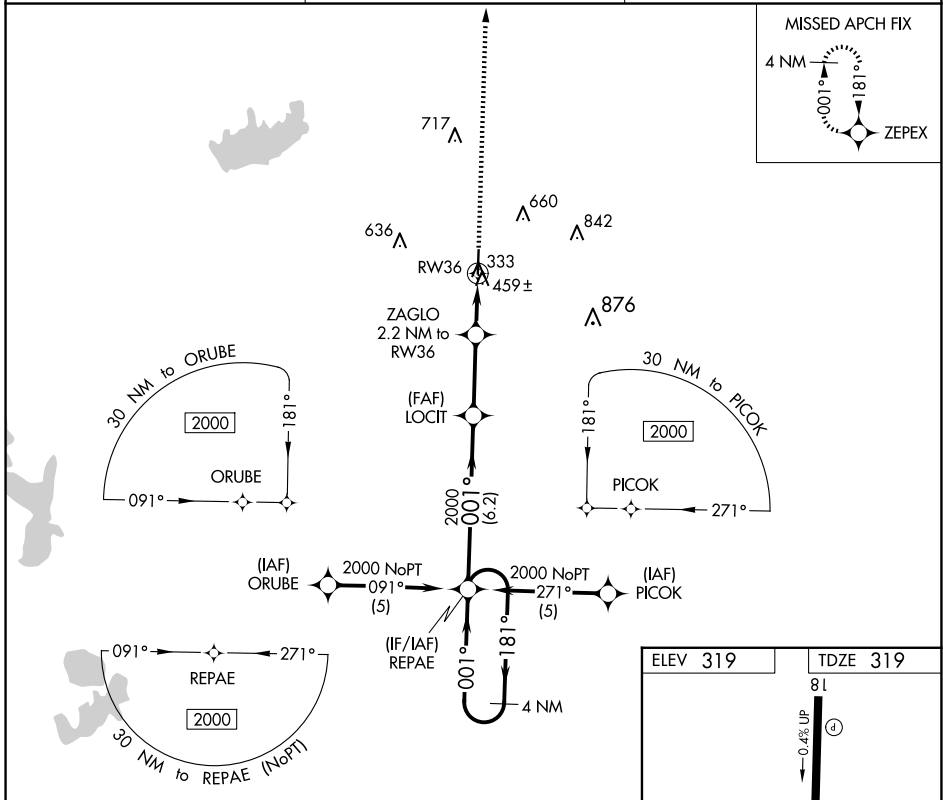 MISSED APCH FIX
4 NM
001°
181°
ZEPEX
717
660
842
636
RW36
333
459±
876
ZAGLO
2.2 NM to
RW36
(FAF)
LOCIT
30 NM to ORUBE
2000
181°
ORUBE
091°
30 NM to PICOK
2000
181°
PICOK
271°
2000
001°
(6.2)
(IAF)
ORUBE
2000 NoPT
091°
(5)
2000 NoPT
271°
(5)
(IAF)
PICOK
(IF/IAF)
REPAE
001°
181°
4 NM
091°
271°
REPAE
2000
30 NM to REPAE (NoPT)
ELEV 319
TDZE 319
18
0.4% UP
P